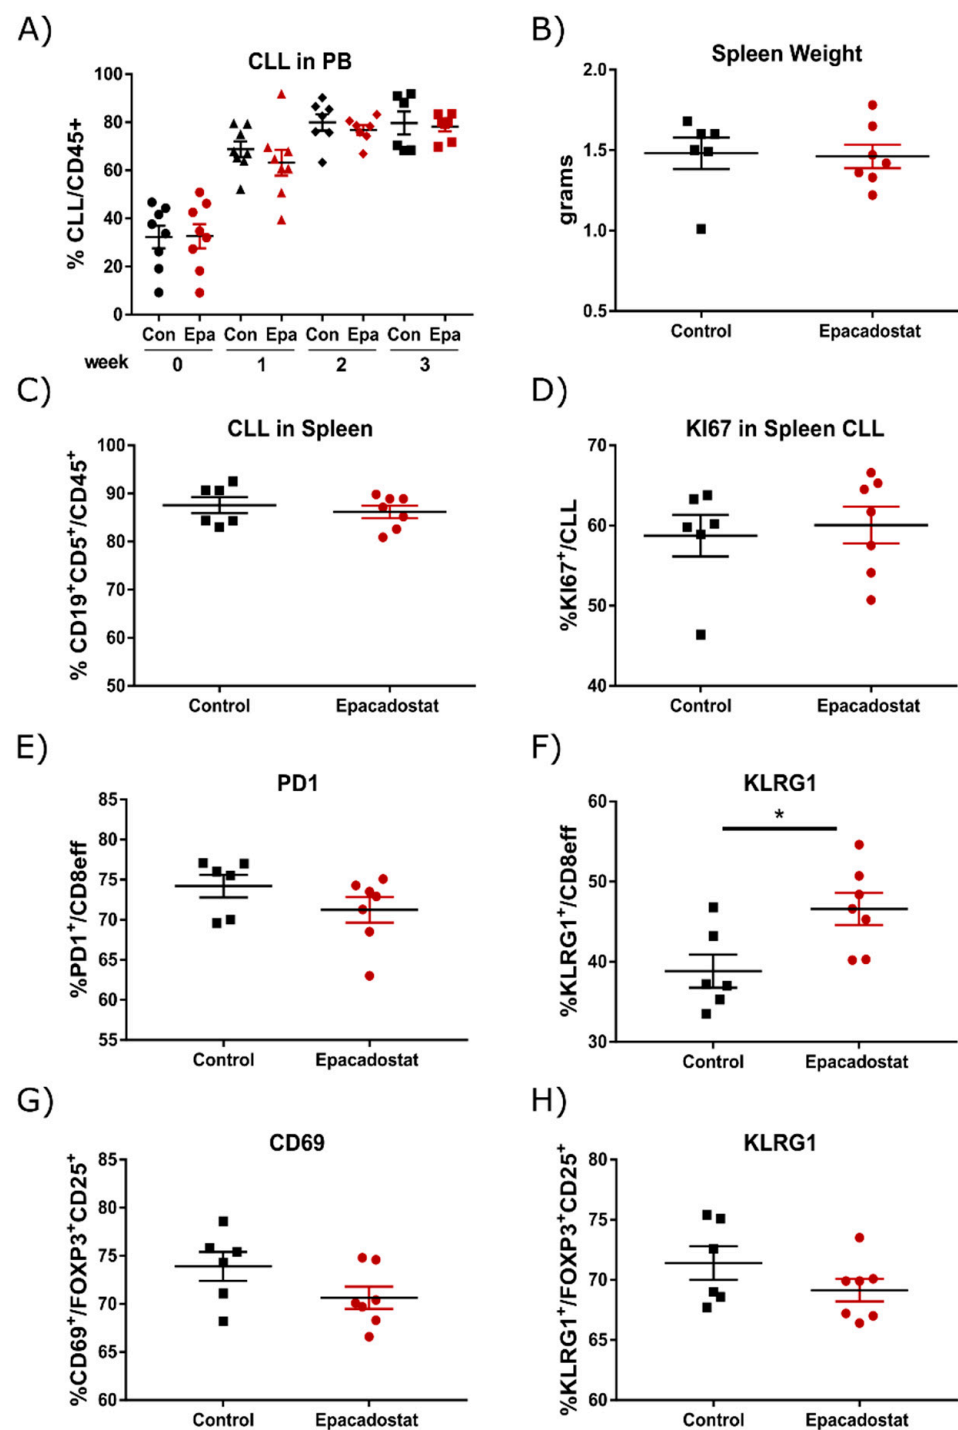 A)
CLL in PB
% CLL/CD45+
100
80
60
40
20
0
Con Epa Con Epa Con Epa Con Epa
week 0 1 2 3
B)
Spleen Weight
grams
2.0
1.5
1.0
0.5
Control Epacadostat
C)
CLL in Spleen
% CD19⁺CD5⁺/CD45⁺
100
90
80
70
60
50
Control Epacadostat
D)
KI67 in Spleen CLL
%KI67⁺/CLL
70
60
50
40
Control Epacadostat
E)
PD1
%PD1⁺/CD8eff
85
80
75
70
65
60
55
Control Epacadostat
F)
KLRG1
*
%KLRG1⁺/CD8eff
60
50
40
30
Control Epacadostat
G)
CD69
%CD69⁺/FOXP3⁺CD25⁺
85
80
75
70
65
60
Control Epacadostat
H)
KLRG1
%KLRG1⁺/FOXP3⁺CD25⁺
80
75
70
65
60
Control Epacadostat